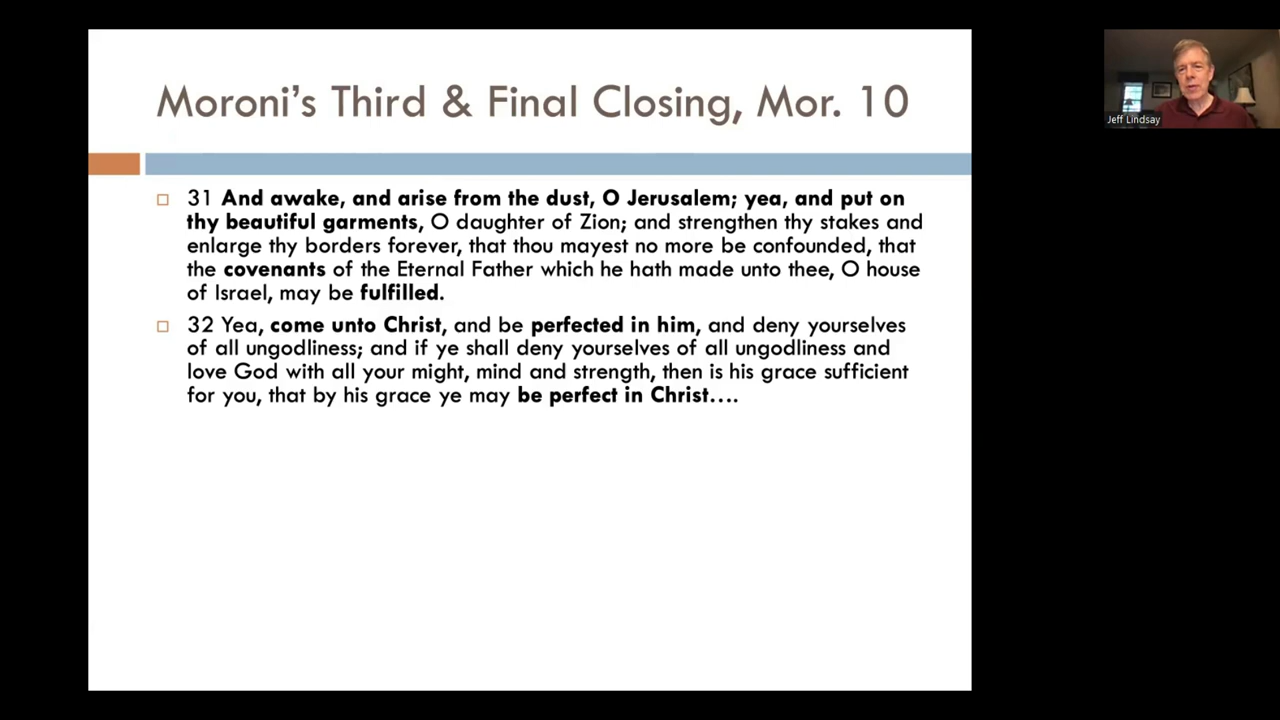 Moroni's Third & Final Closing, Mor. 10
Jeff Lindsay
31 And awake, and arise from the dust, O Jerusalem; yea, and put on
thy beautiful garments, O daughter of Zion; and strengthen thy stakes and
enlarge thy borders forever, that thou mayest no more be confounded, that
the covenants of the Eternal Father which he hath made unto thee, O house
of Israel, may be fulfilled.
32 Yea, come unto Christ, and be perfected in him, and deny yourselves
of all ungodliness; and if ye shall deny yourselves of all ungodliness and
love God with all your might, mind and strength, then is his grace sufficient
for you, that by his grace ye may be perfect in Christ....